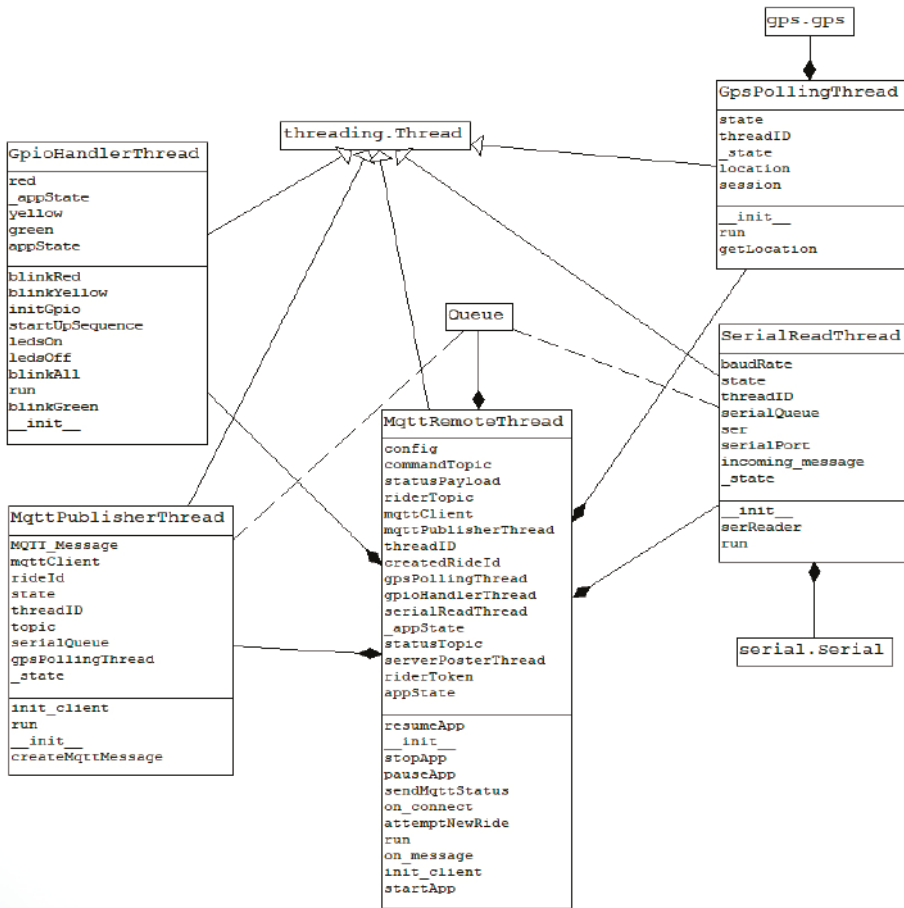 gps.gps
GpsPollingThread
state
threadID
_state
location
session
__init__
run
getLocation
threading.Thread
GpioHandlerThread
red
_appState
yellow
green
appState
blinkRed
blinkYellow
initGpio
startUpSequence
ledsOn
ledsOff
blinkAll
run
blinkGreen
__init__
Queue
SerialReadThread
baudRate
state
threadID
serialQueue
ser
serialPort
incoming_message
_state
__init__
serReader
run
MqttRemoteThread
config
commandTopic
statusPayload
riderTopic
mqttClient
mqttPublisherThread
threadID
createdRideId
gpsPollingThread
gpioHandlerThread
serialReadThread
_appState
statusTopic
serverPosterThread
riderToken
appState
resumeApp
__init__
stopApp
pauseApp
sendMqttStatus
on_connect
attemptNewRide
run
on_message
init_client
startApp
MqttPublisherThread
MQTT_Message
mqttClient
rideId
state
threadID
topic
serialQueue
gpsPollingThread
_state
init_client
run
__init__
createMqttMessage
serial.Serial